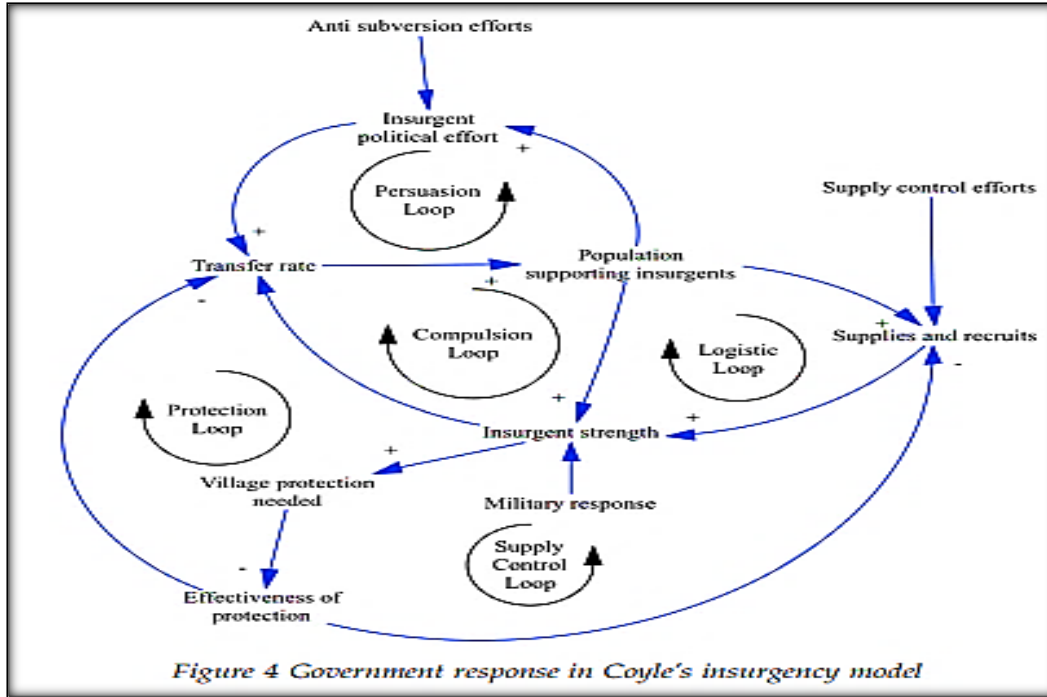 Anti subversion efforts
Insurgent
political effort
+
Persuasion
Loop
Supply control efforts
+
Transfer rate
-
Population
supporting insurgents
+
Compulsion
Loop
Logistic
Loop
+
Supplies and recruits
-
Protection
Loop
+
+
Insurgent strength
+
Village protection
needed
Military response
Supply
Control
Loop
-
Effectiveness of
protection
Figure 4 Government response in Coyle's insurgency model